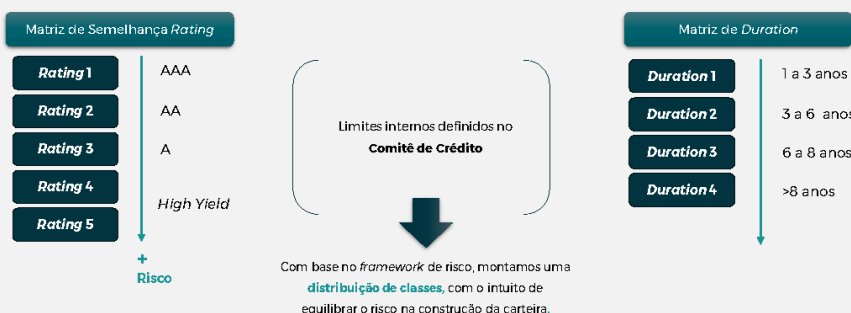 Matriz de Semelhança Rating
Rating 1
AAA
Rating 2
AA
Rating 3
A
Rating 4
High Yield
Rating 5
+
Risco
Limites internos definidos no
Comitê de Crédito
Com base no framework de risco, montamos uma
distribuição de classes, com o intuito de
equilibrar o risco na construção da carteira.
Matriz de Duration
Duration 1
1 a 3 anos
Duration 2
3 a 6 anos
Duration 3
6 a 8 anos
Duration 4
>8 anos